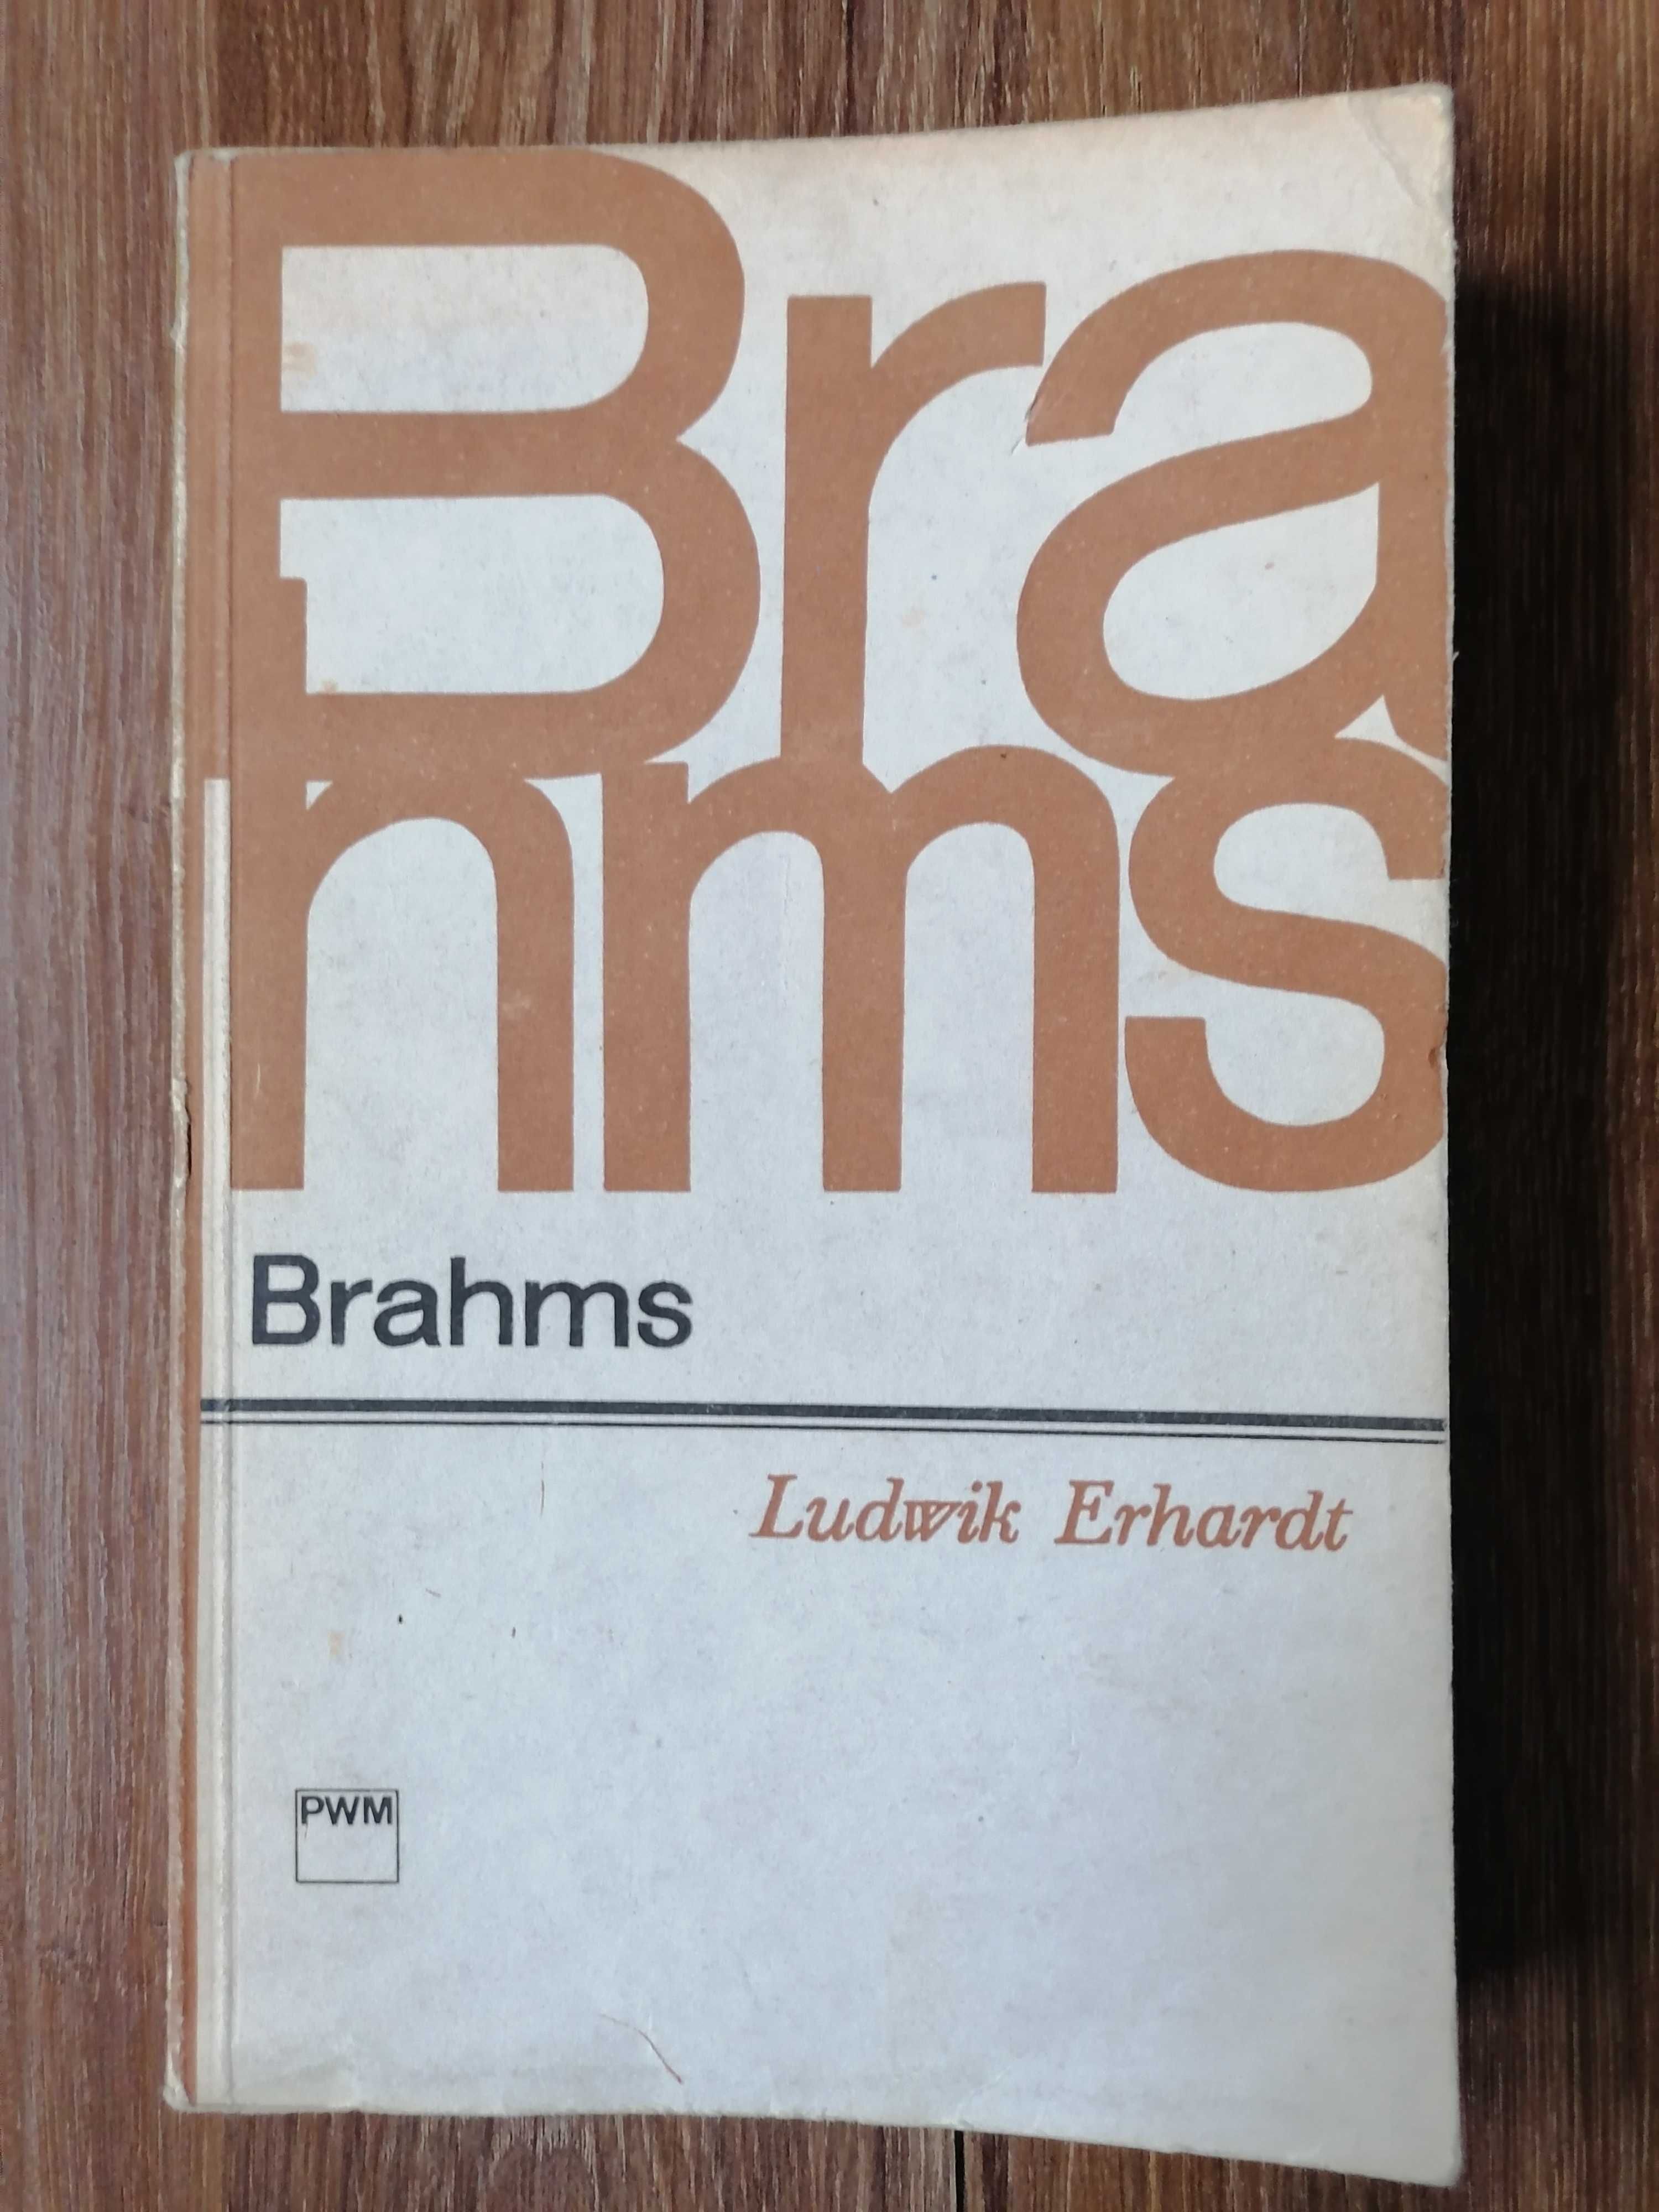 Bra
hms
Brahms
Ludwik Erhardt
PWM